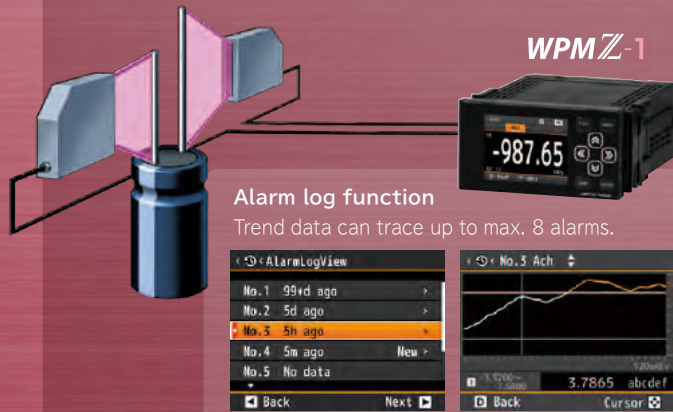 WPMZ-1
-987.65
Alarm log function
Trend data can trace up to max. 8 alarms.
AlarmLogView
No.1 99+d ago
No.2 5d ago
No.3 5h ago
No.4 5m ago New
No.5 No data
Back Next
No.3 Ach
3.7865 abcdef
D Back Cursor